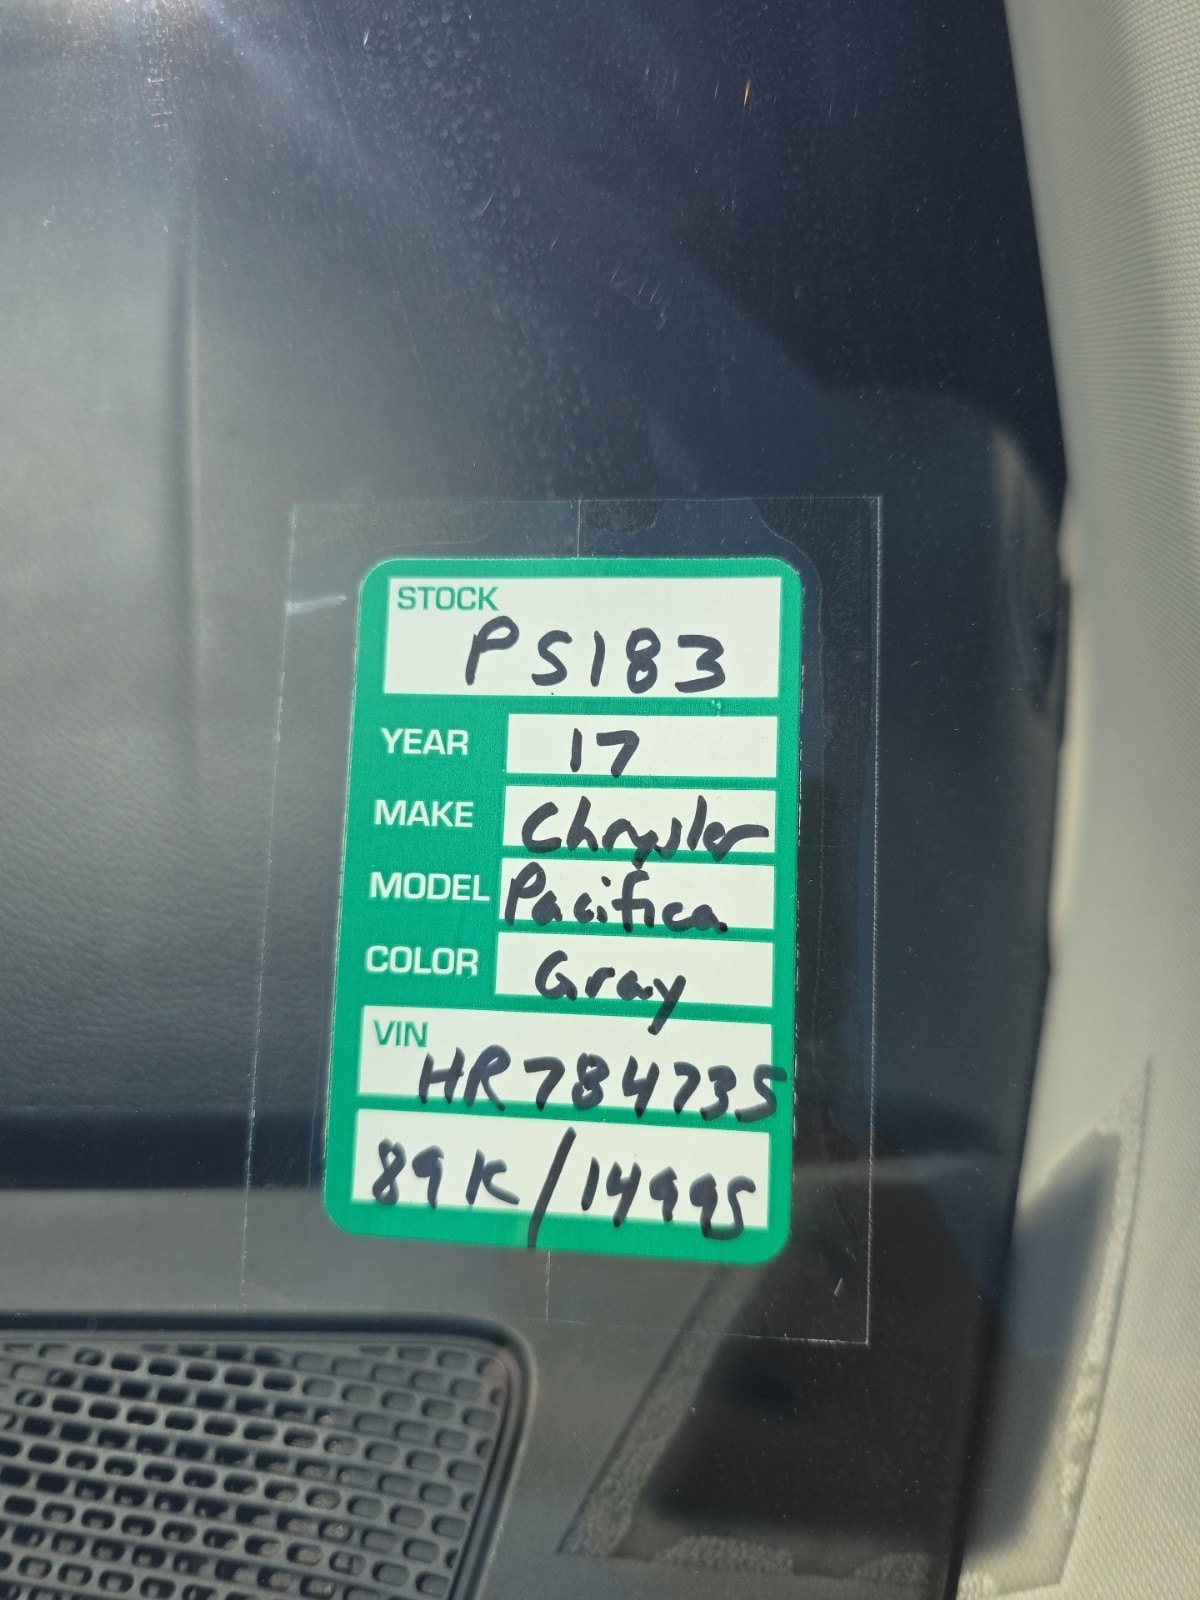 STOCK
PS183
YEAR 17
MAKE Chrysler
MODEL Pacifica
COLOR Gray
VIN
HR784735
89K/14995